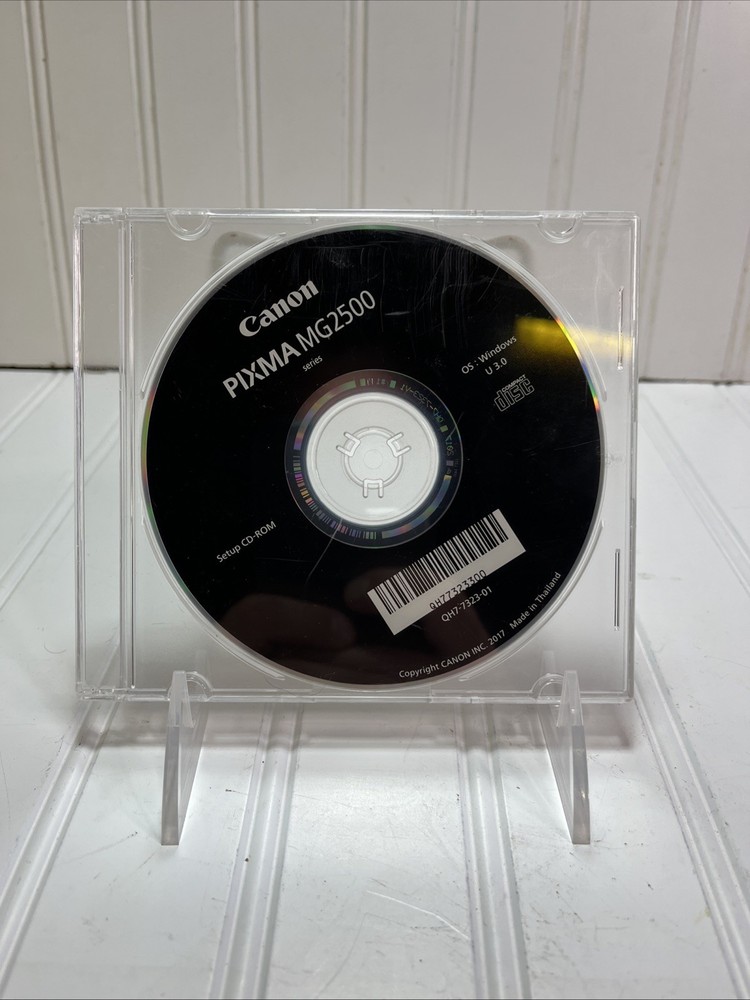 Canon
PIXMA MG2500
series
OS : Windows
U 3.0
COMPACT
disc
Setup CD-ROM
QH7-7323-01
Copyright CANON INC. 2017 Made in Thailand